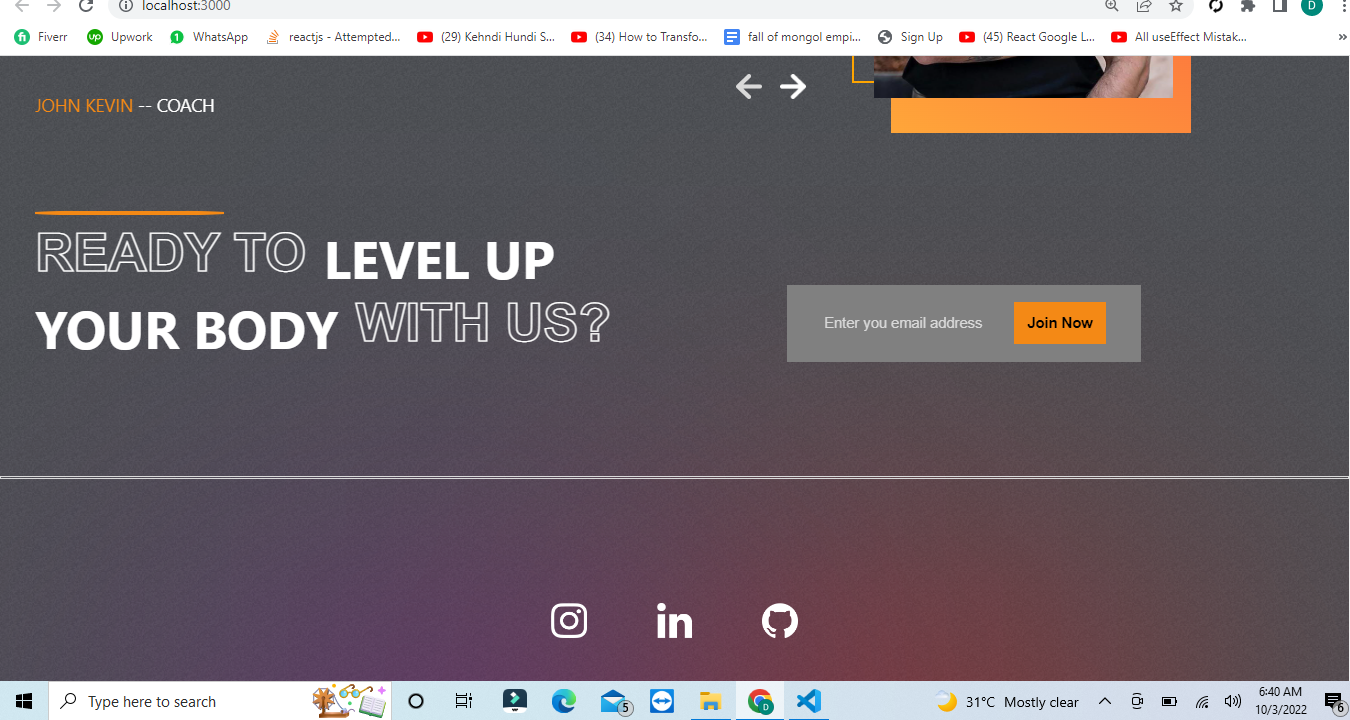 localhost:3000
D
Fiverr
Upwork
WhatsApp
reactjs - Attempted...
(29) Kehndi Hundi S...
(34) How to Transfo...
fall of mongol empi...
Sign Up
(45) React Google L...
All useEffect Mistak...
»
JOHN KEVIN -- COACH
READY TO LEVEL UP
YOUR BODY WITH US?
Enter you email address
Join Now
in
Type here to search
5
D
31°C Mostly clear
6:40 AM
10/3/2022
6